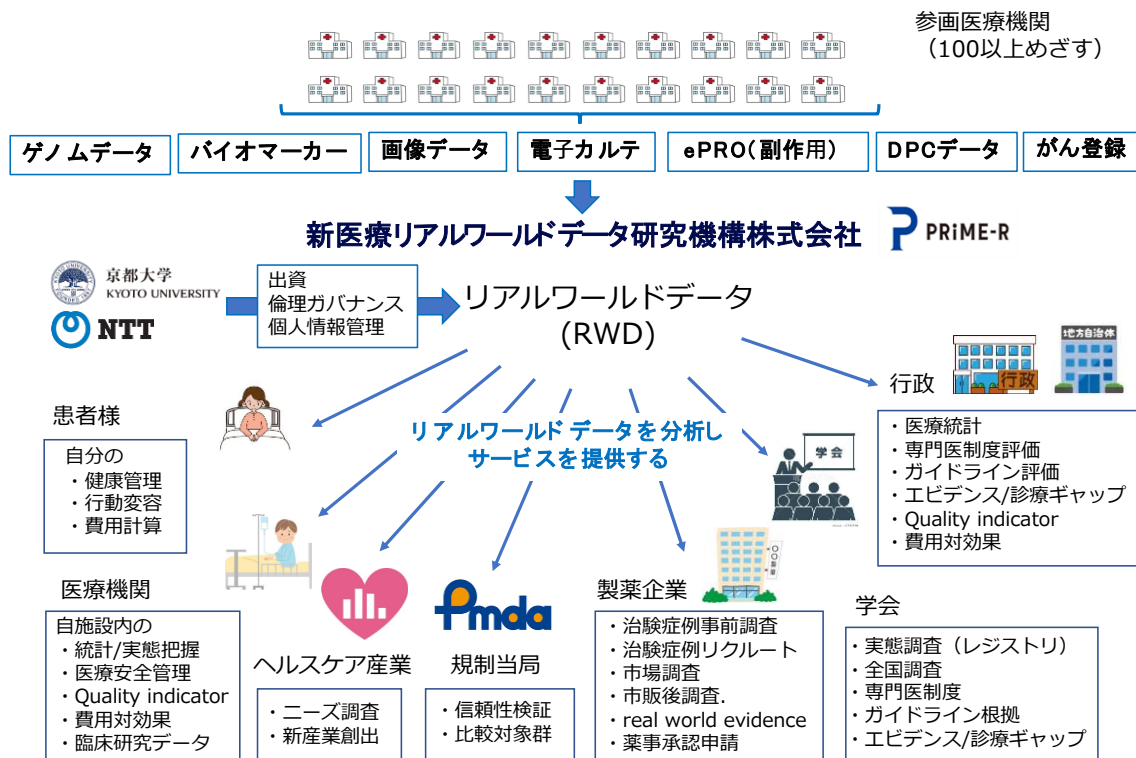 参画医療機関
（100以上めざす）
ゲノムデータ
バイオマーカー
画像データ
電子カルテ
ePRO(副作用)
DPCデータ
がん登録
新医療リアルワールドデータ研究機構株式会社
PRiME-R
京都大学
KYOTO UNIVERSITY
NTT
出資
倫理ガバナンス
個人情報管理
リアルワールドデータ
(RWD)
リアルワールドデータを分析し
サービスを提供する
患者様
自分の
・健康管理
・行動変容
・費用計算
学会
行政
行政
地方自治体
・医療統計
・専門医制度評価
・ガイドライン評価
・エビデンス/診療ギャップ
・Quality indicator
・費用対効果
医療機関
自施設内の
・統計/実態把握
・医療安全管理
・Quality indicator
・費用対効果
・臨床研究データ
ヘルスケア産業
・ニーズ調査
・新産業創出
Pmda
規制当局
・信頼性検証
・比較対象群
製薬企業
・治験症例事前調査
・治験症例リクルート
・市場調査
・市販後調査.
・real world evidence
・薬事承認申請
学会
・実態調査（レジストリ）
・全国調査
・専門医制度
・ガイドライン根拠
・エビデンス/診療ギャップ